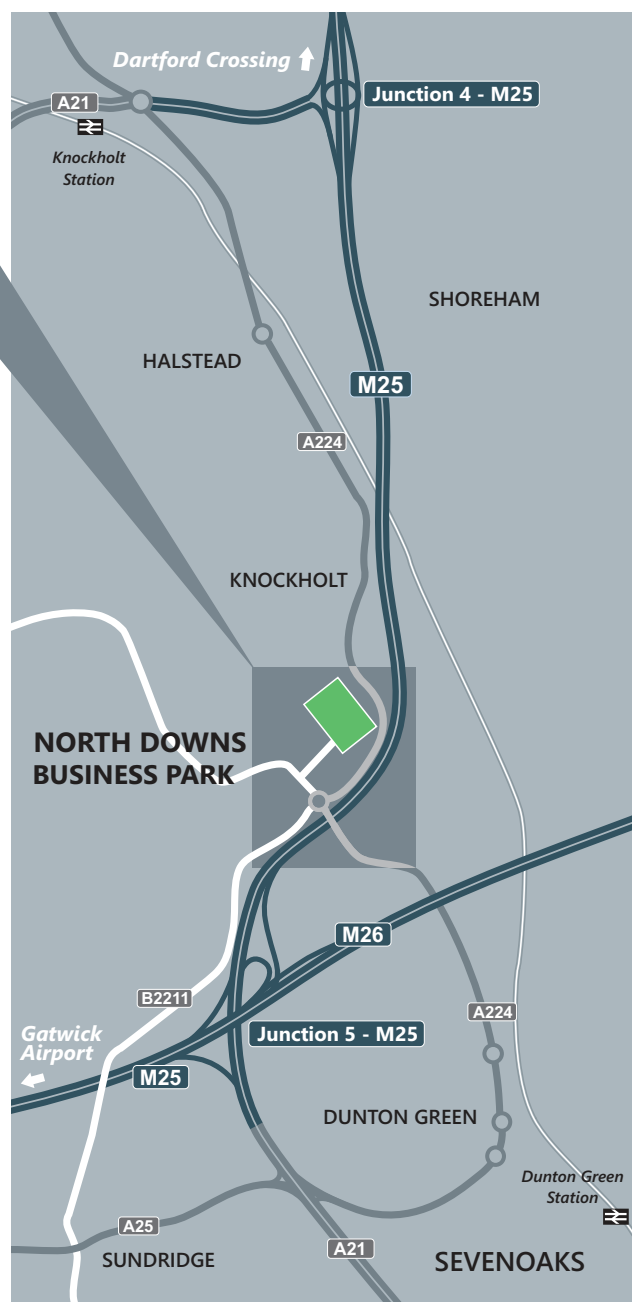 Dartford Crossing
A21
Junction 4 - M25
Knockholt
Station
SHOREHAM
HALSTEAD
M25
A224
KNOCKHOLT
NORTH DOWNS
BUSINESS PARK
M26
B2211
A224
Gatwick
Airport
Junction 5 - M25
M25
DUNTON GREEN
Dunton Green
Station
A25
SUNDRIDGE
A21
SEVENOAKS